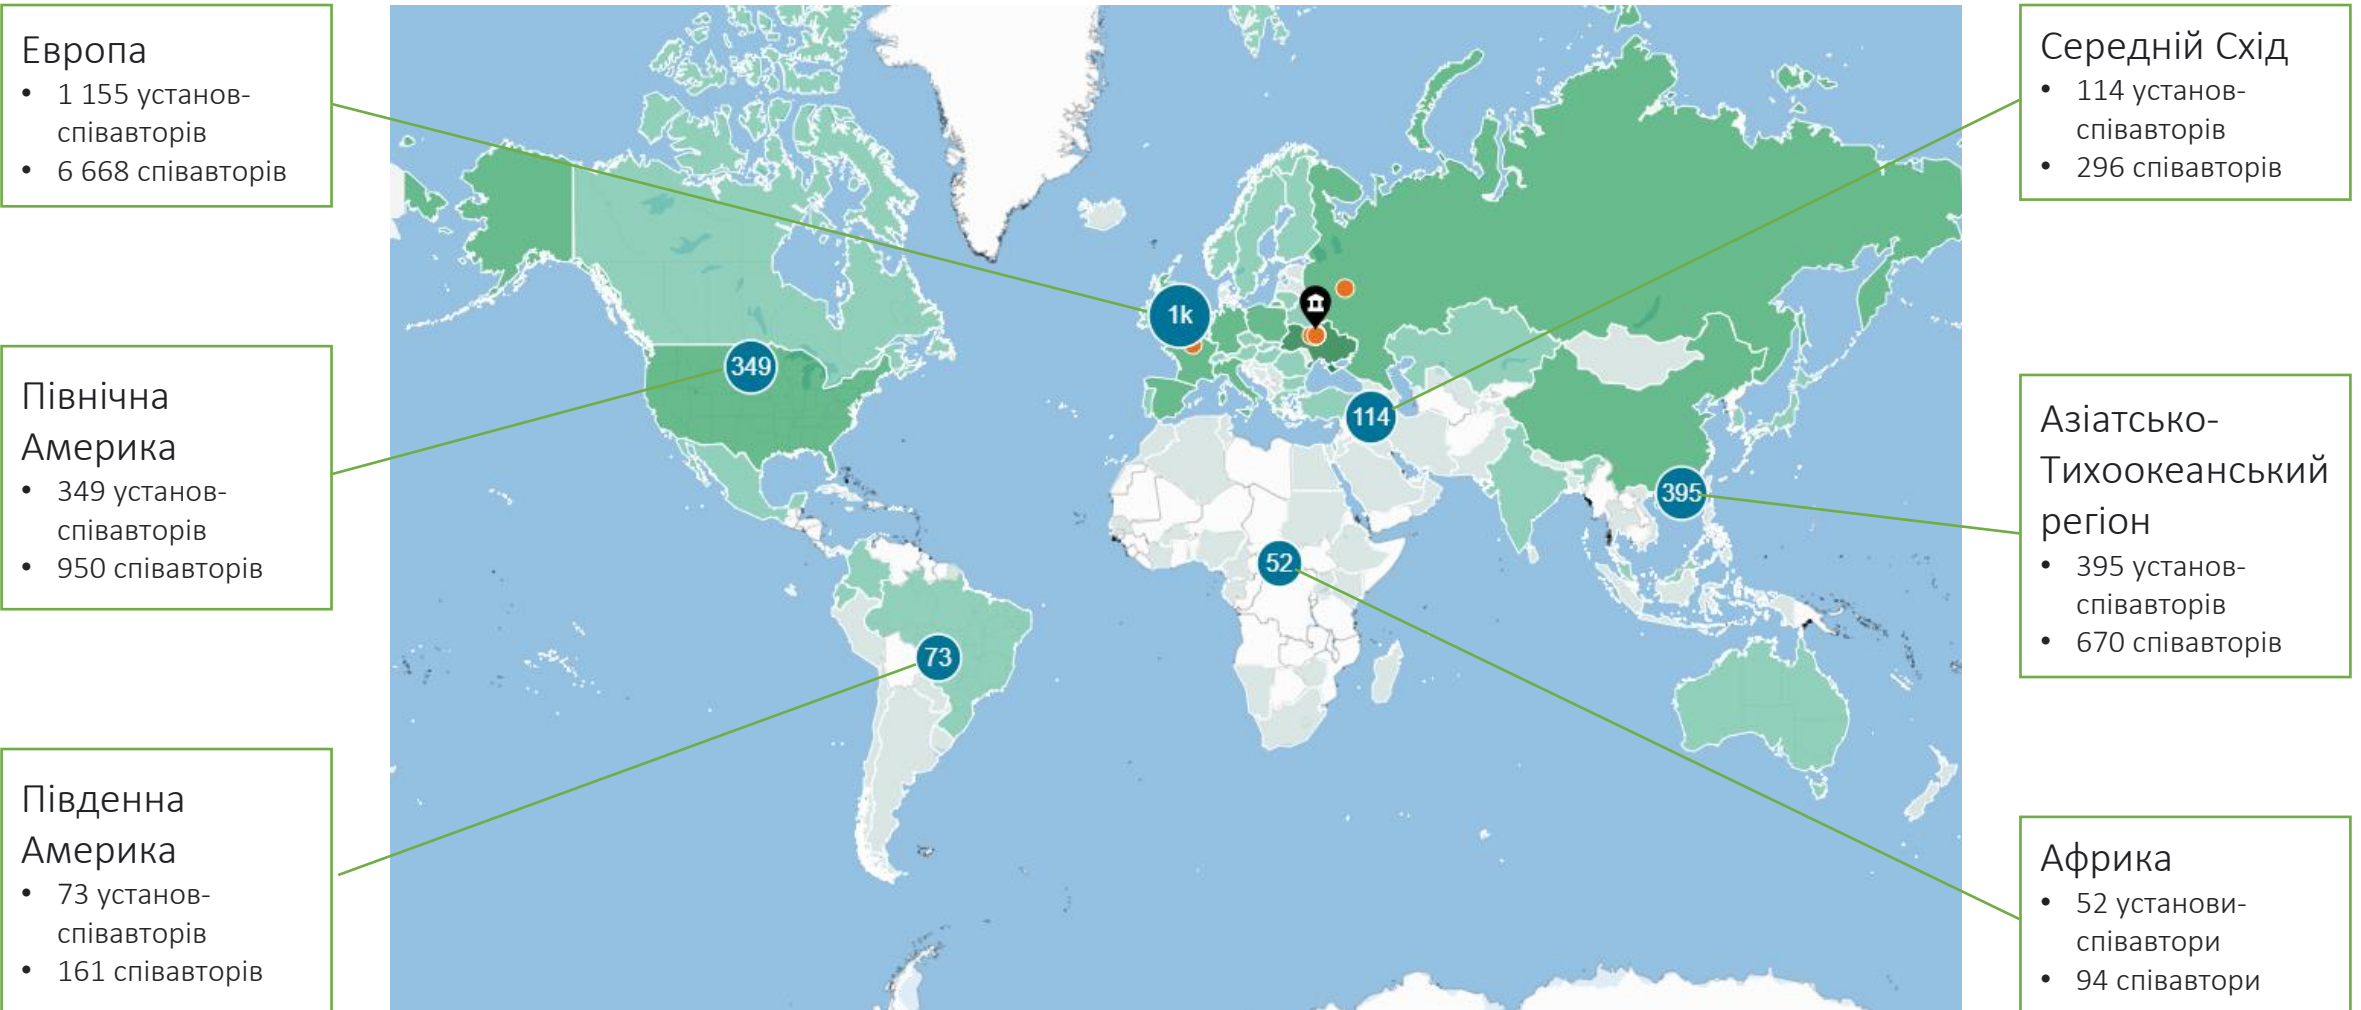 Европа
• 1 155 установ-
співавторів
• 6 668 співавторів
Північна
Америка
• 349 установ-
співавторів
• 950 співавторів
Південна
Америка
• 73 установ-
співавторів
• 161 співавторів
1k
349
114
395
52
73
Середній Схід
• 114 установ-
співавторів
• 296 співавторів
Азіатсько-
Тихоокеанський
регіон
• 395 установ-
співавторів
• 670 співавторів
Африка
• 52 установи-
співавтори
• 94 співавтори